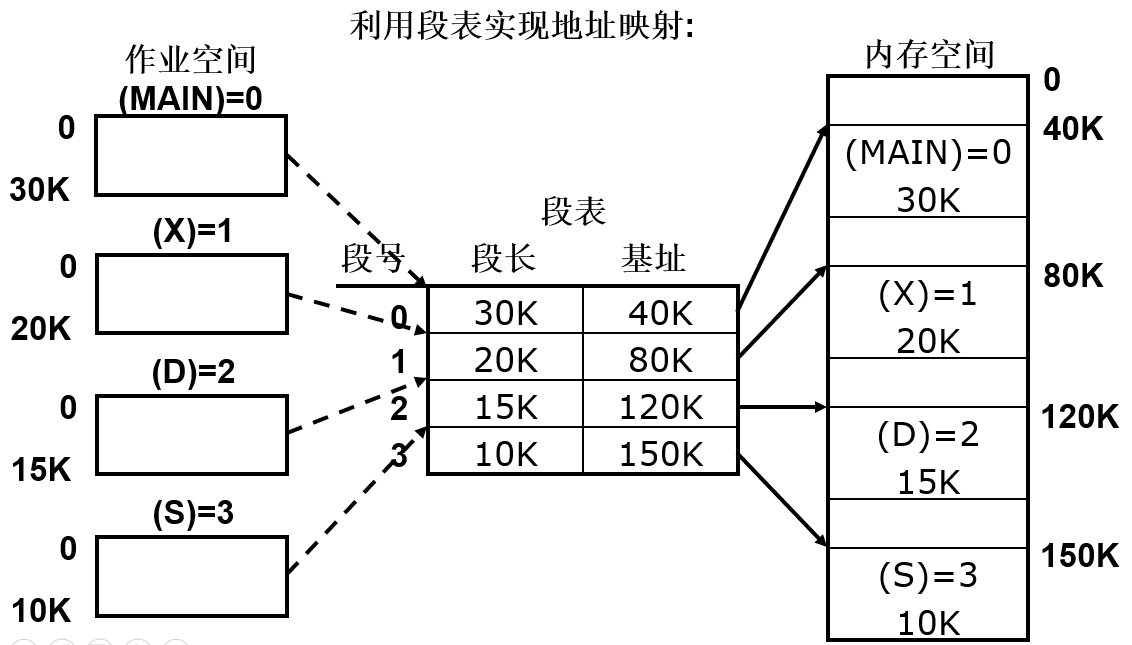 利用段表实现地址映射:
作业空间
(MAIN)=0
0
30K
(X)=1
0
20K
(D)=2
0
15K
(S)=3
0
10K
段表
段号 段长 基址
0 30K 40K
1 20K 80K
2 15K 120K
3 10K 150K
内存空间
0
40K
(MAIN)=0
30K
80K
(X)=1
20K
120K
(D)=2
15K
150K
(S)=3
10K